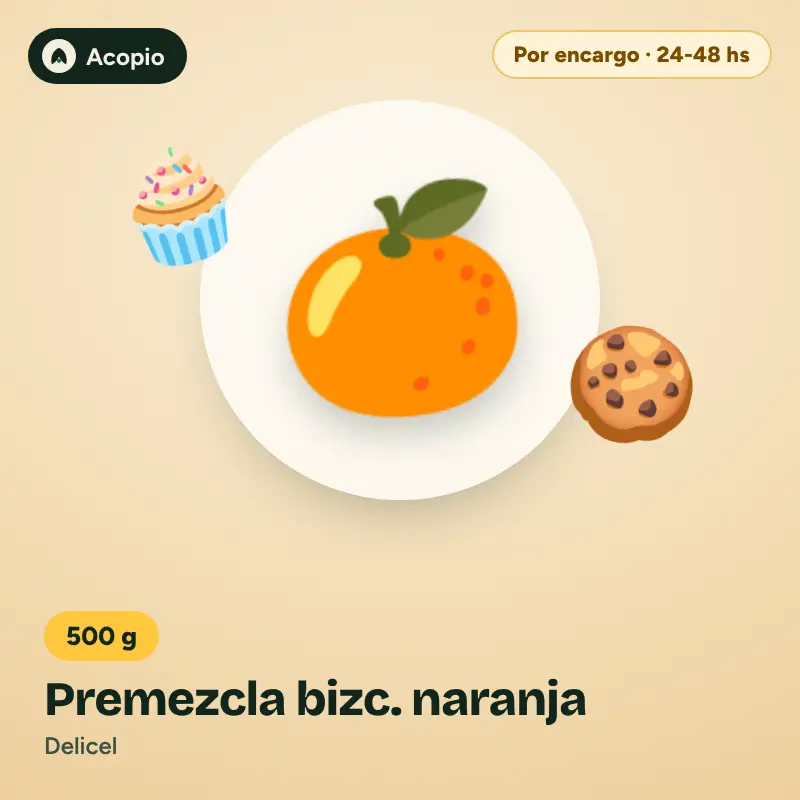 Acopio
Por encargo · 24-48 hs
500 g
Premezcla bizc. naranja
Delicel